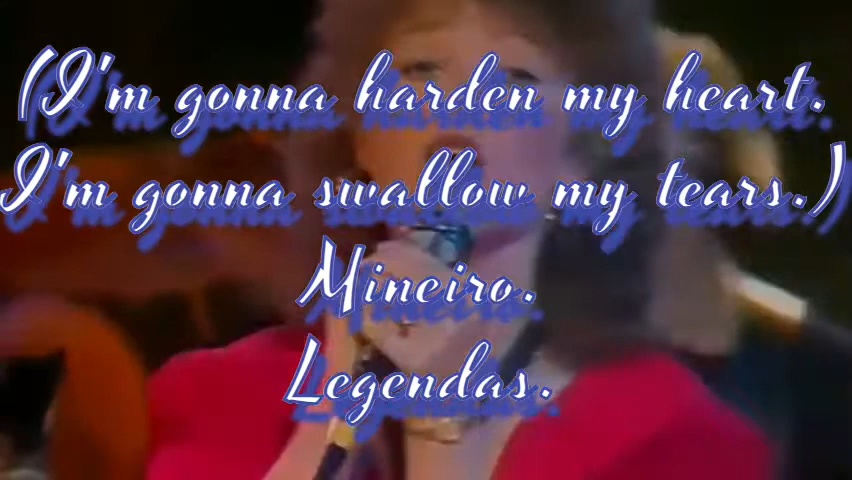 (I'm gonna harden my heart.
I'm gonna swallow my tears.)
Mineiro.
Legendas.